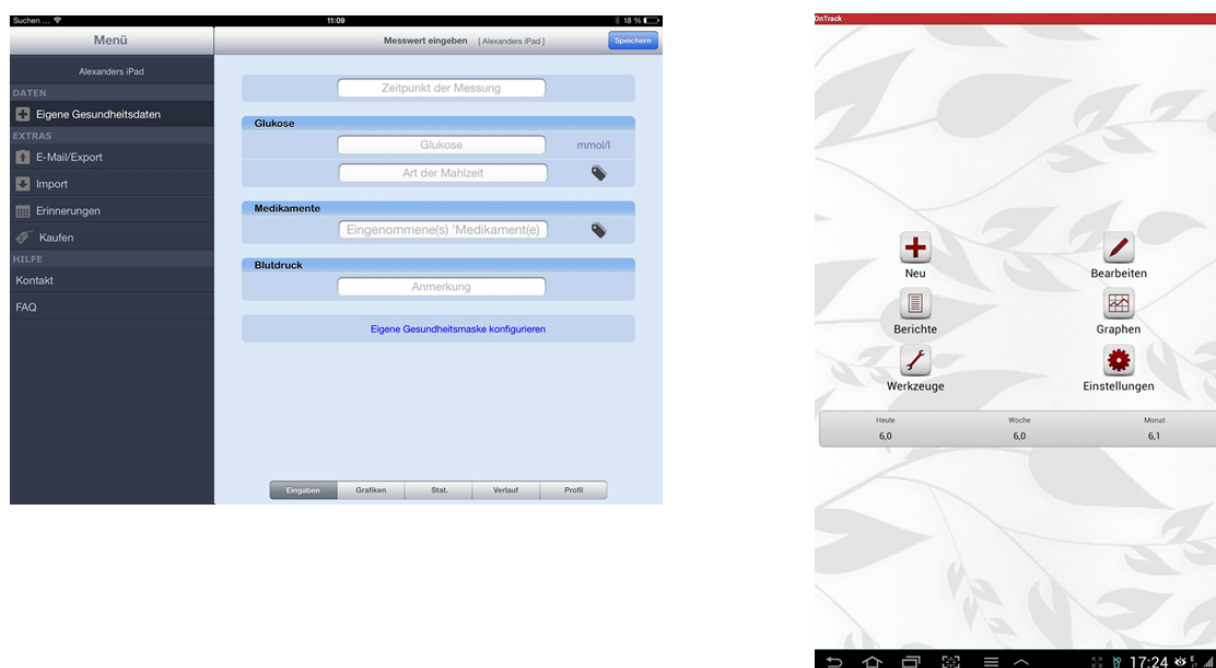 Suchen ... 11:09 18 %
Menü
Messwert eingeben [ Alexanders iPad ] Speichern
Alexanders iPad
DATEN
Eigene Gesundheitsdaten
EXTRAS
E-Mail/Export
Import
Erinnerungen
Kaufen
HILFE
Kontakt
FAQ
Zeitpunkt der Messung
Glukose
Glukose mmol/l
Art der Mahlzeit
Medikamente
Eingenommene(s) 'Medikament(e)
Blutdruck
Anmerkung
Eigene Gesundheitsmaske konfigurieren
Eingaben Grafiken Stat. Verlauf Profil
OnTrack
Neu Bearbeiten
Berichte Graphen
Werkzeuge Einstellungen
Heute Woche Monat
6,0 6,0 6,1
17:24